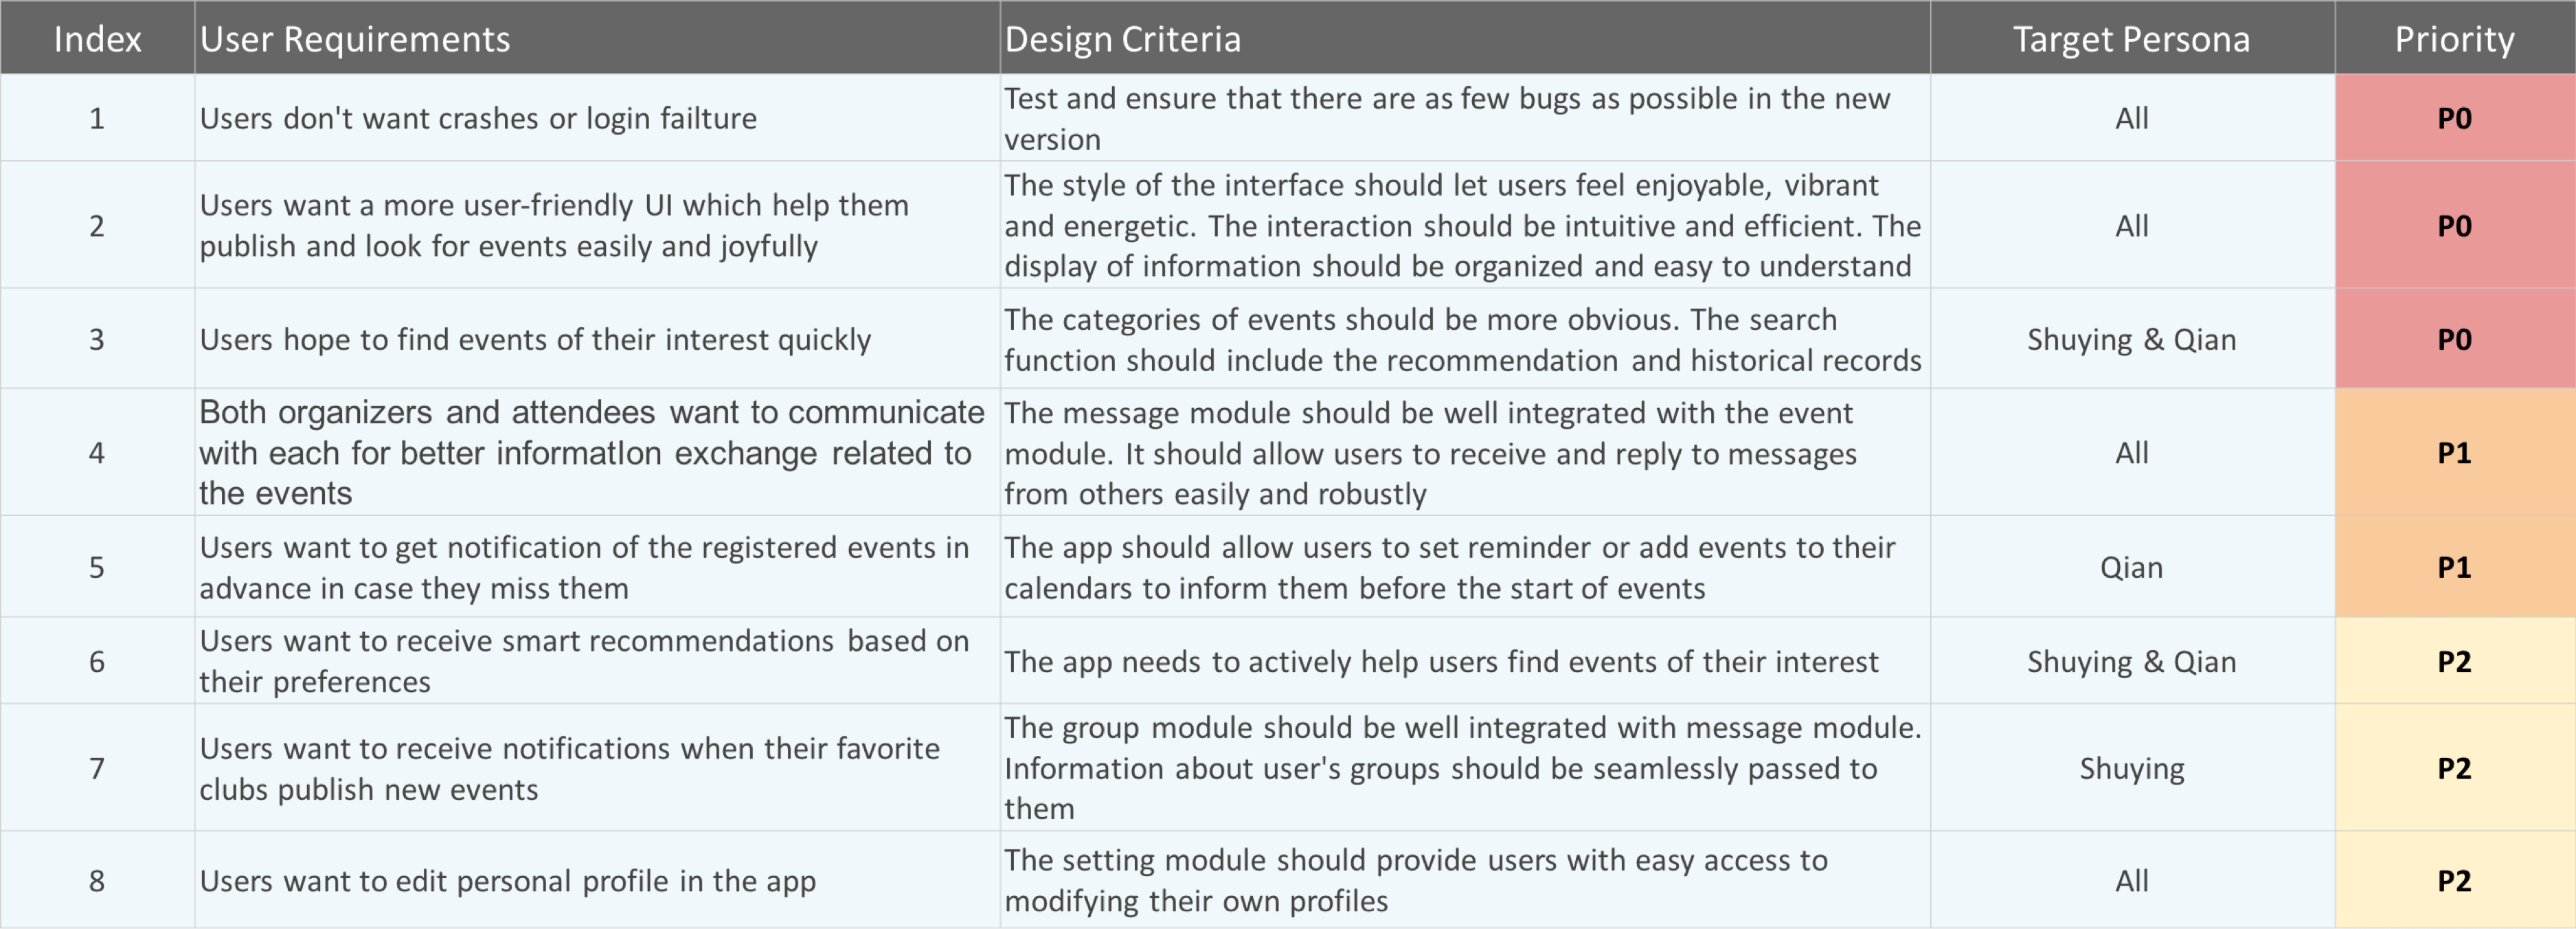 Index User Requirements Design Criteria Target Persona Priority
1 Users don't want crashes or login failture Test and ensure that there are as few bugs as possible in the new
version
All P0
2 Users want a more user-friendly UI which help them
publish and look for events easily and joyfully
The style of the interface should let users feel enjoyable, vibrant
and energetic. The interaction should be intuitive and efficient. The
display of information should be organized and easy to understand
All P0
3 Users hope to find events of their interest quickly
The categories of events should be more obvious. The search
function should include the recommendation and historical records
Shuying & Qian P0
4 Both organizers and attendees want to communicate
with each for better informatIon exchange related to
the events
The message module should be well integrated with the event
module. It should allow users to receive and reply to messages
from others easily and robustly
All P1
5 Users want to get notification of the registered events in
advance in case they miss them
The app should allow users to set reminder or add events to their
calendars to inform them before the start of events
Qian P1
6 Users want to receive smart recommendations based on
their preferences
The app needs to actively help users find events of their interest
Shuying & Qian P2
7 Users want to receive notifications when their favorite
clubs publish new events
The group module should be well integrated with message module.
Information about user's groups should be seamlessly passed to
them
Shuying P2
8 Users want to edit personal profile in the app
The setting module should provide users with easy access to
modifying their own profiles
All P2